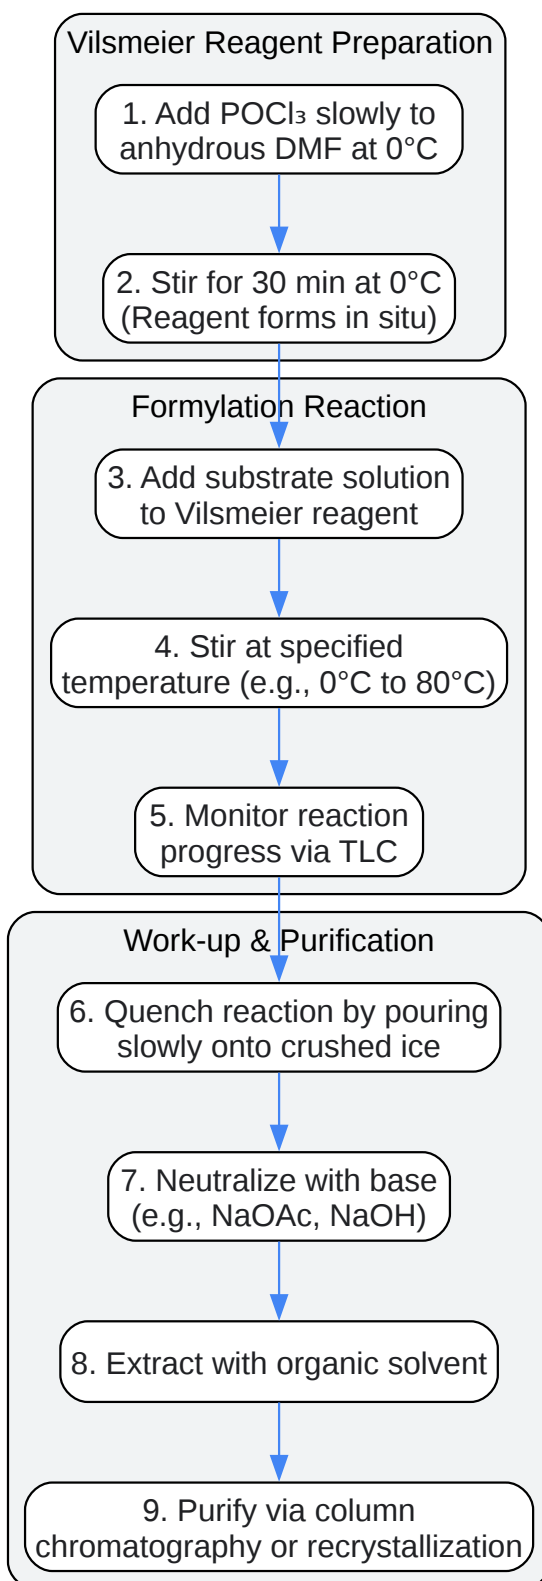 Vilsmeier Reagent Preparation
1. Add POCl₃ slowly to
anhydrous DMF at 0°C
2. Stir for 30 min at 0°C
(Reagent forms in situ)
Formylation Reaction
3. Add substrate solution
to Vilsmeier reagent
4. Stir at specified
temperature (e.g., 0°C to 80°C)
5. Monitor reaction
progress via TLC
Work-up & Purification
6. Quench reaction by pouring
slowly onto crushed ice
7. Neutralize with base
(e.g., NaOAc, NaOH)
8. Extract with organic solvent
9. Purify via column
chromatography or recrystallization